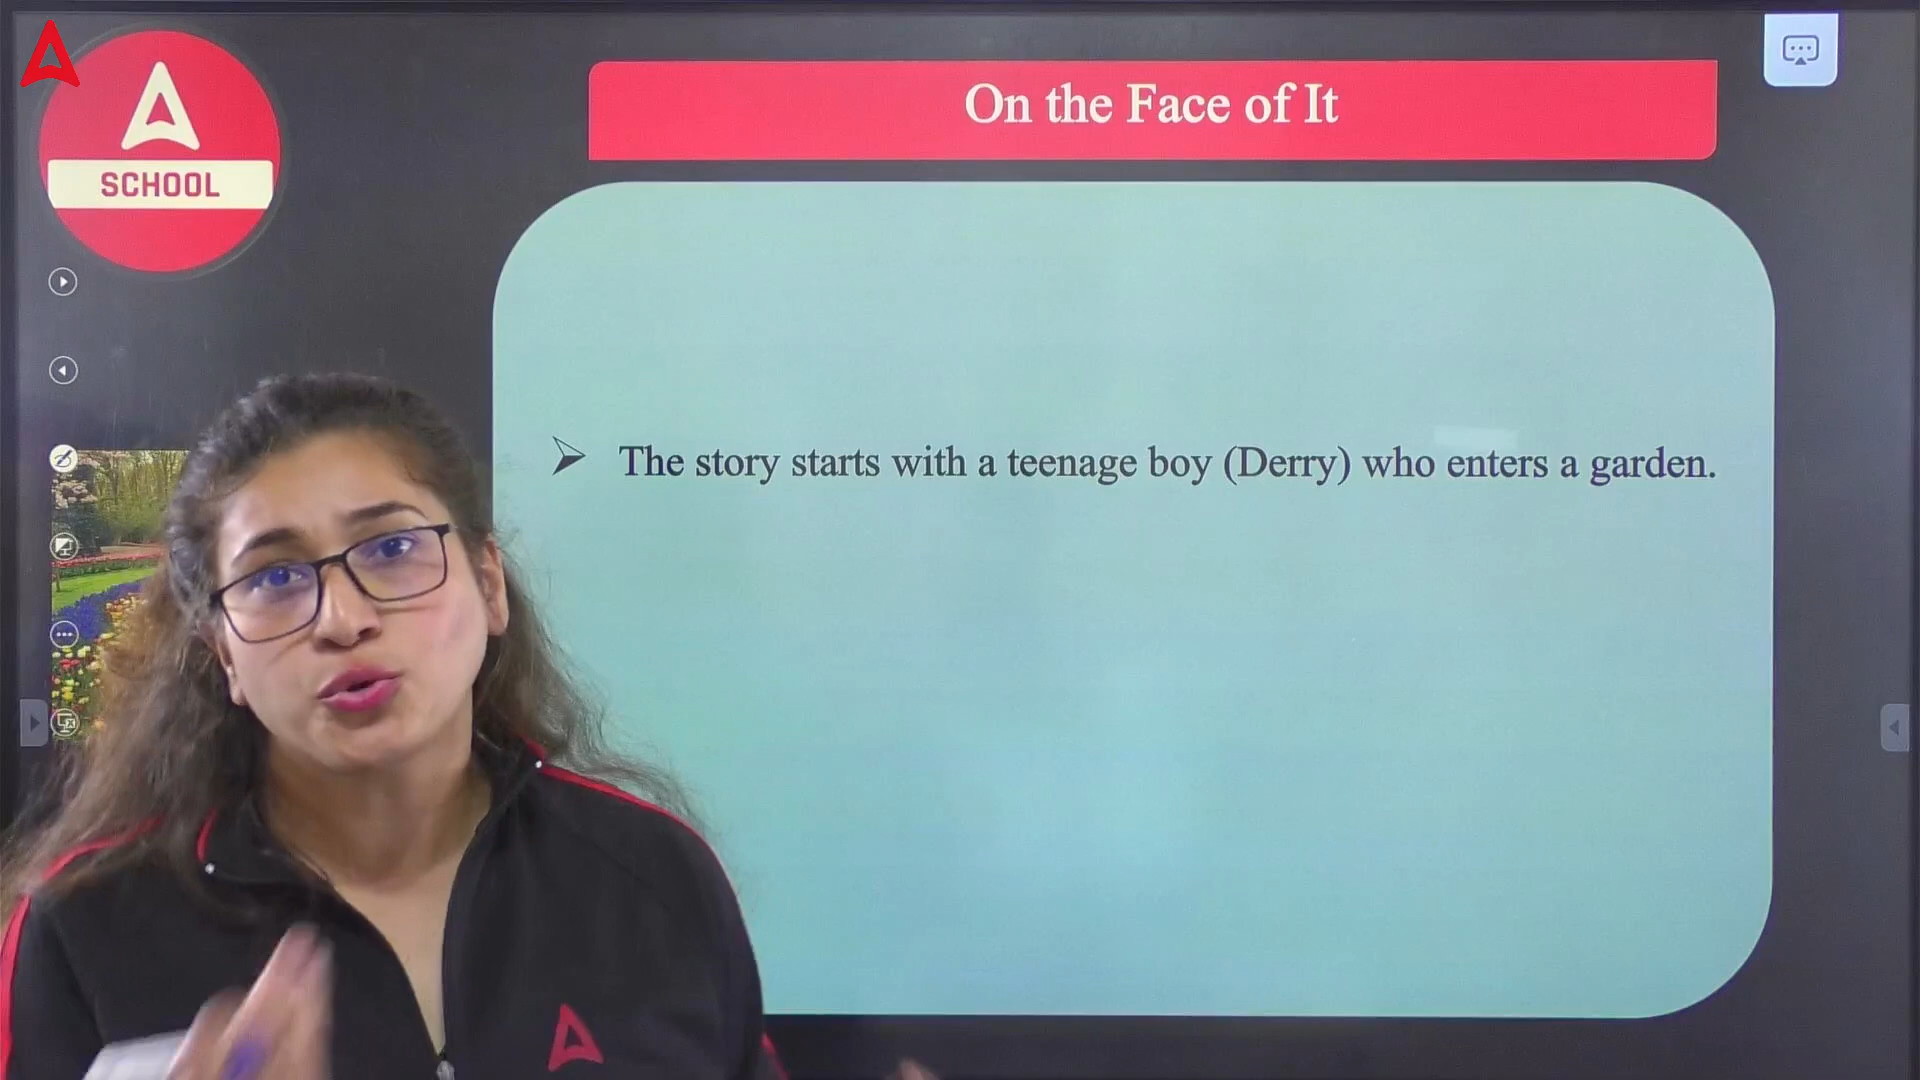 SCHOOL
On the Face of It
The story starts with a teenage boy (Derry) who enters a garden.